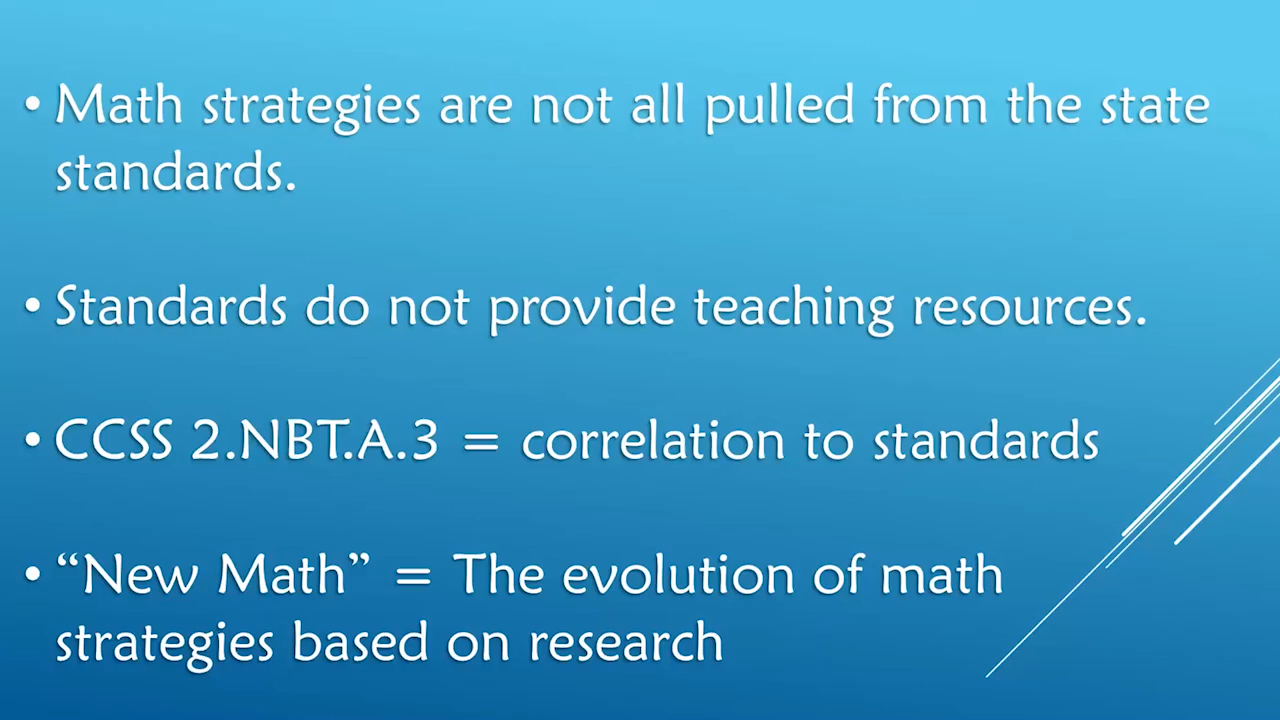 • Math strategies are not all pulled from the state
standards.
• Standards do not provide teaching resources.
• CCSS 2.NBT.A.3 = correlation to standards
• “New Math” = The evolution of math
strategies based on research